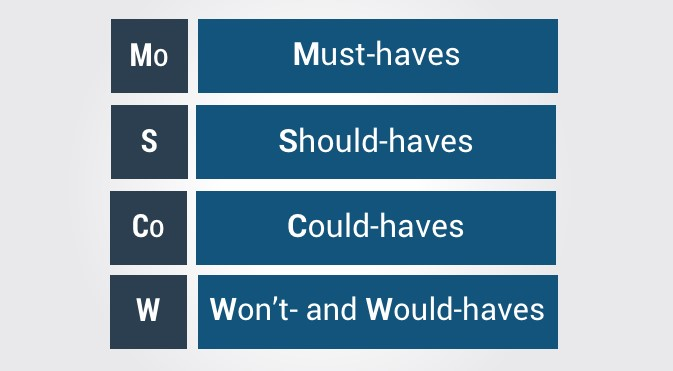 Mo Must-haves
S Should-haves
Co Could-haves
W Won't- and Would-haves